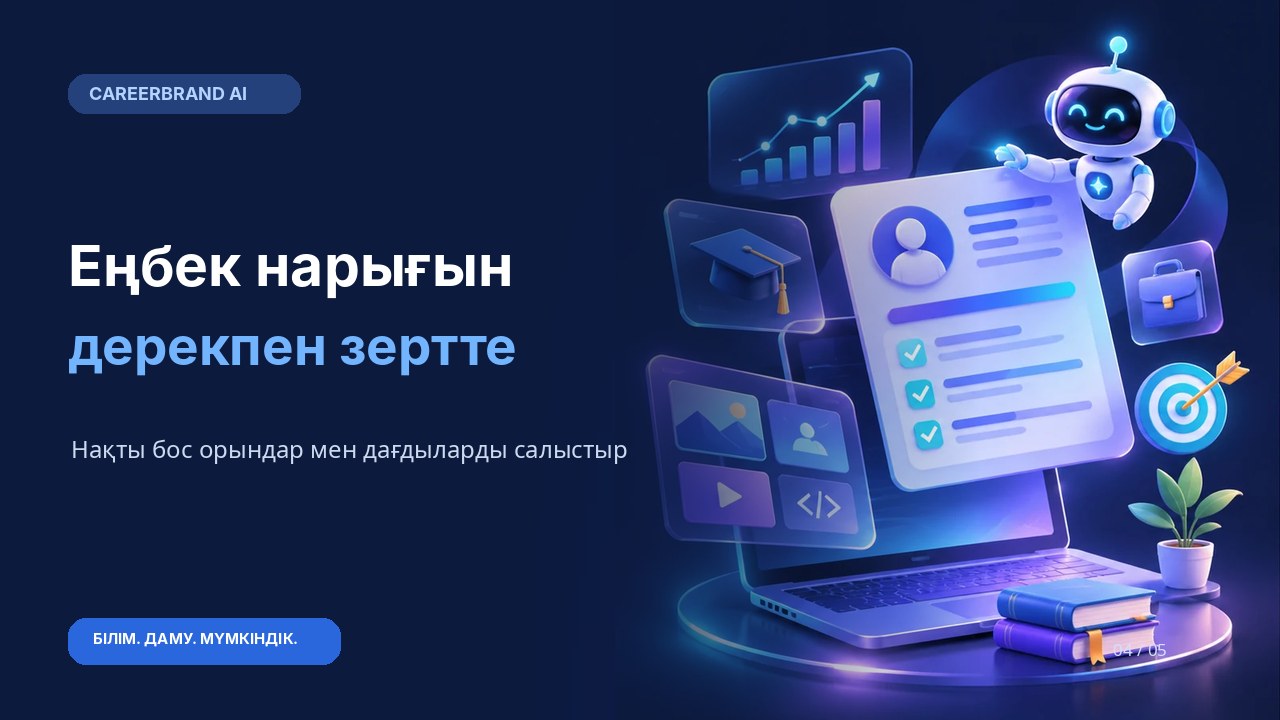 CAREERBRAND AI
Еңбек нарығын
дерекпен зертте
Нақты бос орындар мен дағдыларды салыстыр
БІЛІМ. ДАМУ. МҮМКІНДІК.
04 / 05